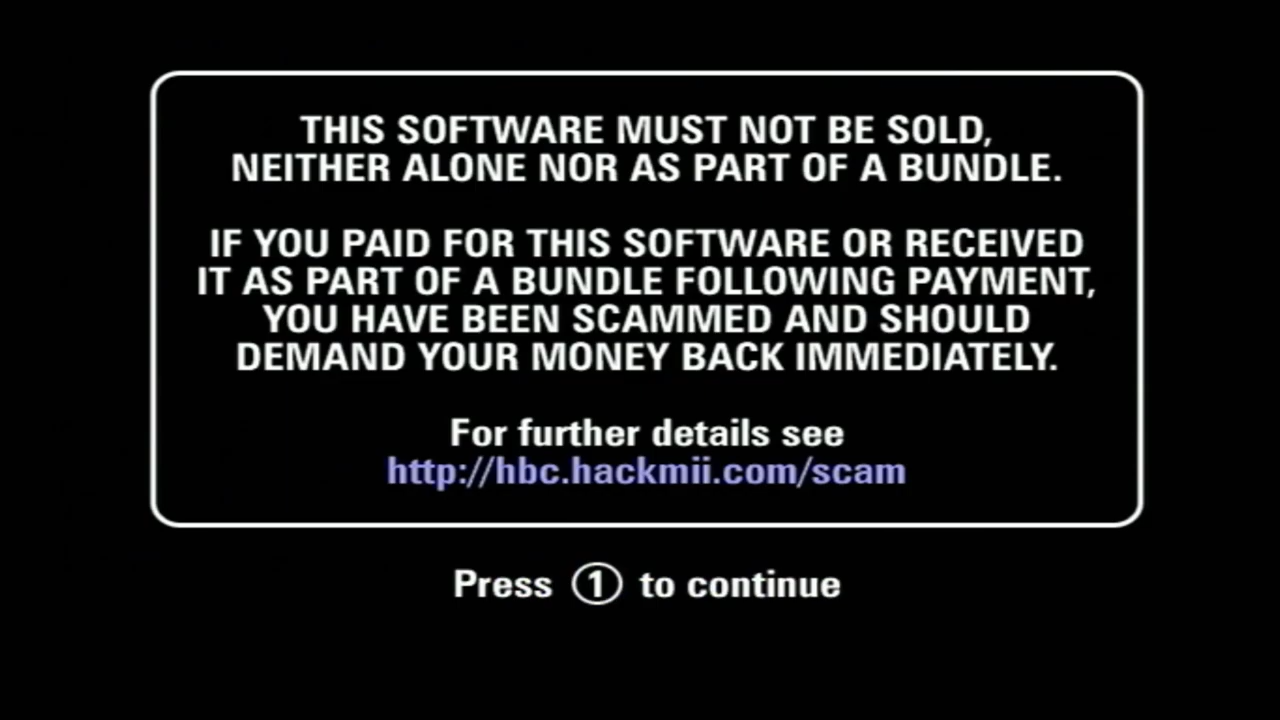 THIS SOFTWARE MUST NOT BE SOLD,
NEITHER ALONE NOR AS PART OF A BUNDLE.
IF YOU PAID FOR THIS SOFTWARE OR RECEIVED
IT AS PART OF A BUNDLE FOLLOWING PAYMENT,
YOU HAVE BEEN SCAMMED AND SHOULD
DEMAND YOUR MONEY BACK IMMEDIATELY.
For further details see
http://hbc.hackmii.com/scam
Press 1 to continue